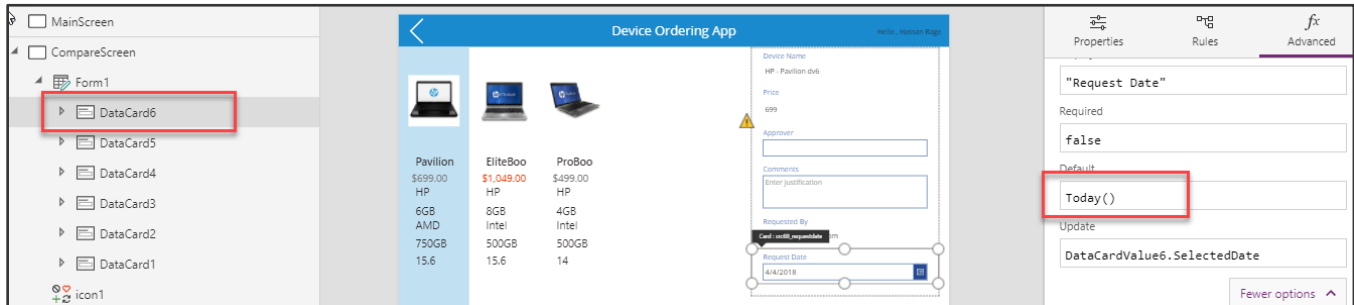 MainScreen
CompareScreen
Form1
DataCard6
DataCard5
DataCard4
DataCard3
DataCard2
DataCard1
icon1
Device Ordering App
Hello, Hassan Rage
Pavilion EliteBoo ProBoo
$699.00 $1,049.00 $499.00
HP HP HP
6GB 8GB 4GB
AMD Intel Intel
750GB 500GB 500GB
15.6 15.6 14
Device Name
HP - Pavilion dv6
Price
699
Approver
Comments
Enter justification
Requested By
Request Date
4/4/2018
Properties Rules Advanced
"Request Date"
Required
false
Default
Today()
Update
DataCardValue6.SelectedDate
Fewer options